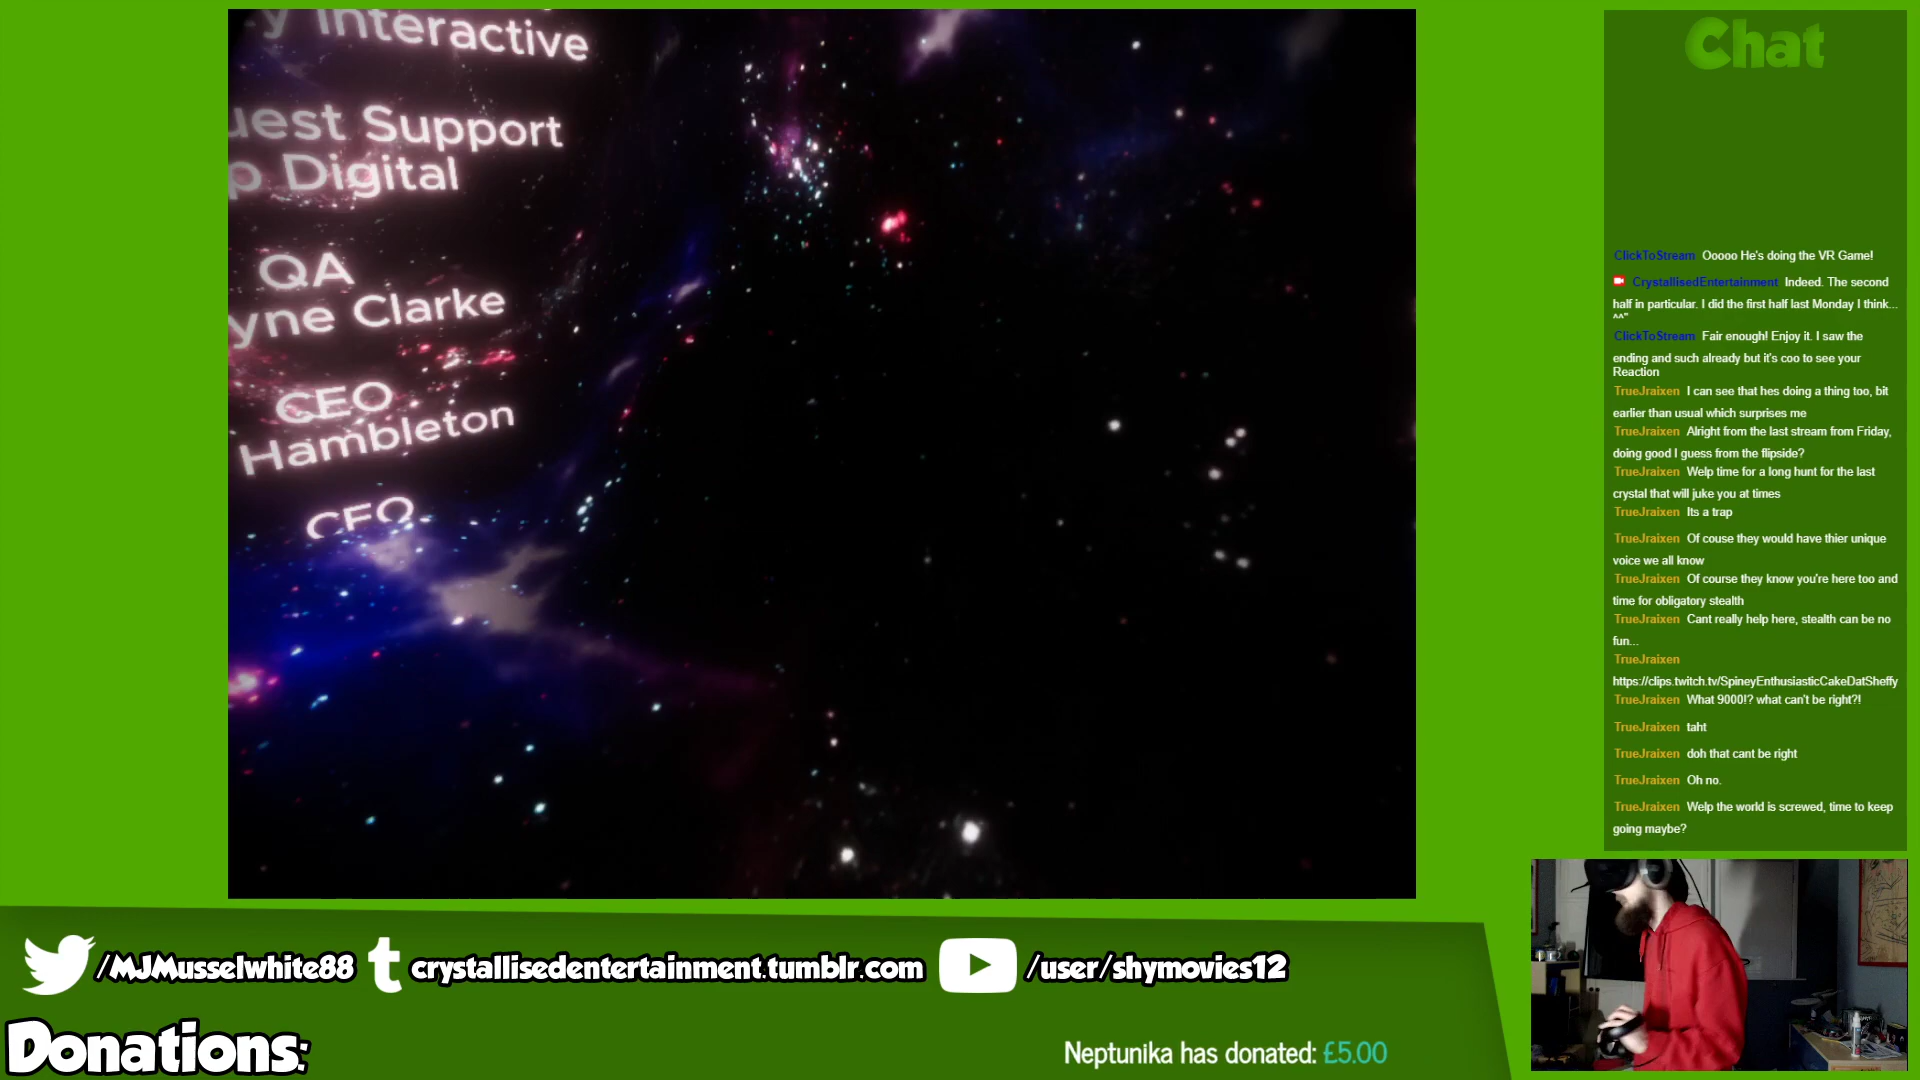 Interactive
Support
Digital
QA
Clarke
CEO
Hambleton
CFO
Chat
ClickToStream Ooooo He's doing the VR Game!
CrystallisedEntertainment Indeed. The second
half in particular. I did the first half last Monday I think...
^^"
ClickToStream Fair enough! Enjoy it. I saw the
ending and such already but it's coo to see your
Reaction
TrueJraixen I can see that hes doing a thing too, bit
earlier than usual which surprises me
TrueJraixen Alright from the last stream from Friday,
doing good I guess from the flipside?
TrueJraixen Welp time for a long hunt for the last
crystal that will juke you at times
TrueJraixen Its a trap
TrueJraixen Of couse they would have thier unique
voice we all know
TrueJraixen Of course they know you're here too and
time for obligatory stealth
TrueJraixen Cant really help here, stealth can be no
fun...
TrueJraixen
https://clips.twitch.tv/SpineyEnthusiasticCakeDatSheffy
TrueJraixen What 9000!? what can't be right?!
TrueJraixen taht
TrueJraixen doh that cant be right
TrueJraixen Oh no.
TrueJraixen Welp the world is screwed, time to keep
going maybe?
/MJMusselwhite88 crystallisedentertainment.tumblr.com /user/shymovies12
Donations:
Neptunika has donated: £5.00